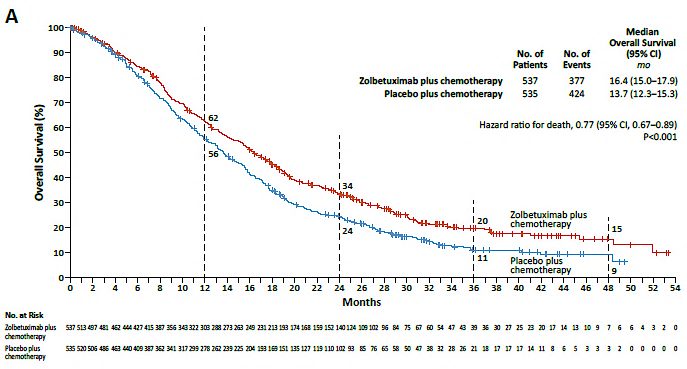 A
No. of Patients No. of Events Median Overall Survival (95% CI) mo
Zolbetuximab plus chemotherapy 537 377 16.4 (15.0–17.9)
Placebo plus chemotherapy 535 424 13.7 (12.3–15.3)
Hazard ratio for death, 0.77 (95% CI, 0.67–0.89)
P<0.001
Overall Survival (%)
100
90
80
70
60
50
40
30
20
10
0
62
56
34
24
20
11
15
9
Zolbetuximab plus
chemotherapy
Placebo plus
chemotherapy
0 2 4 6 8 10 12 14 16 18 20 22 24 26 28 30 32 34 36 38 40 42 44 46 48 50 52 54
Months
No. at Risk
Zolbetuximab plus chemotherapy 537 513 497 481 462 444 427 415 387 356 343 322 303 288 273 263 249 231 213 193 174 168 159 152 140 124 109 102 96 84 75 67 60 54 47 43 39 36 30 27 25 23 20 17 14 13 10 9 7 6 6 4 3 2 0
Placebo plus chemotherapy 535 520 506 486 463 440 409 387 362 341 317 299 278 262 239 225 204 193 169 151 135 127 119 110 102 93 85 76 65 58 50 47 38 32 28 26 21 18 17 17 17 14 11 8 6 5 3 3 3 2 0 0 0 0 0